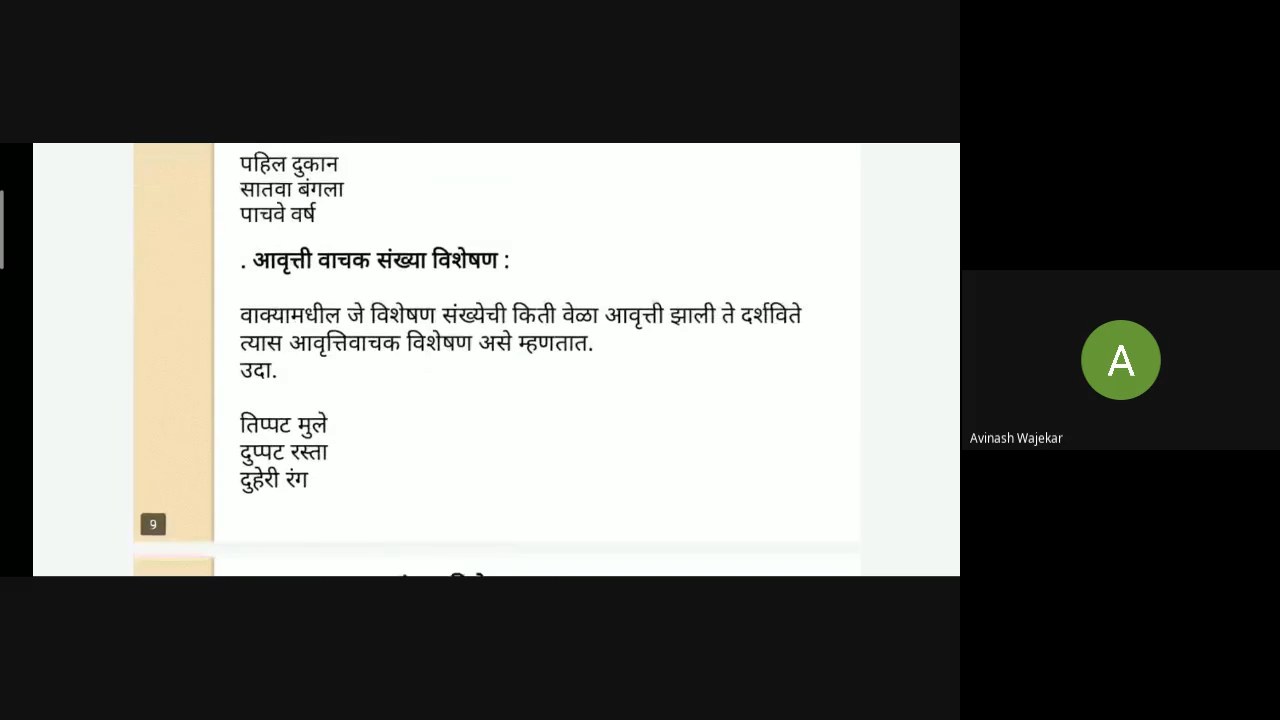 पहिल दुकान
सातवा बंगला
पाचवे वर्ष
. आवृत्ती वाचक संख्या विशेषण :
वाक्यामधील जे विशेषण संख्येची किती वेळा आवृत्ती झाली ते दर्शविते
त्यास आवृत्तिवाचक विशेषण असे म्हणतात.
उदा.
तिप्पट मुले
दुप्पट रस्ता
दुहेरी रंग
9
A
Avinash Wajekar